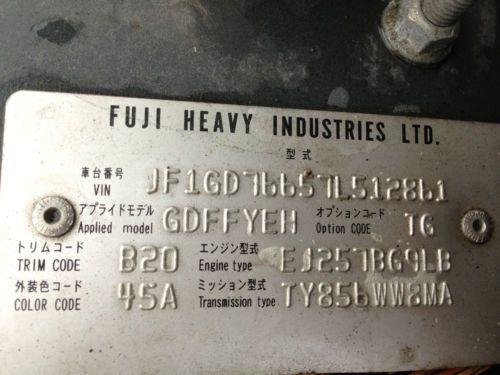 FUJI HEAVY INDUSTRIES LTD.
型式
車台番号 VIN JF1GD76657L512861
アプライドモデル Applied model GDFFYEH オプションコード Option CODE TG
トリムコード TRIM CODE B20 エンジン型式 Engine type EJ257BG9LB
外装色コード COLOR CODE 45A ミッション型式 Transmission type TY856WW8MA